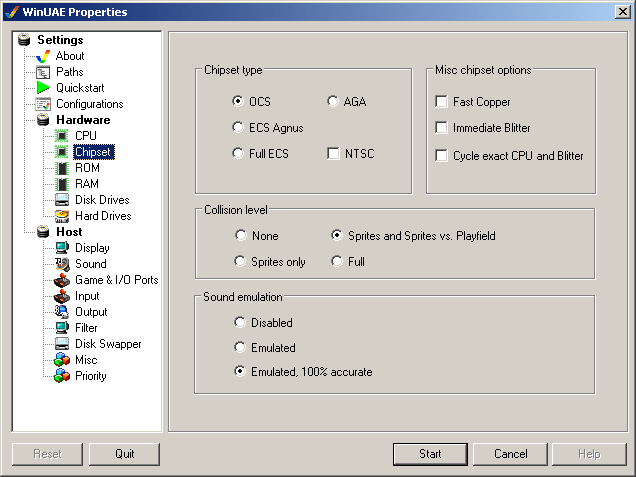 WinUAE Properties
Settings
About
Paths
Quickstart
Configurations
Hardware
CPU
Chipset
ROM
RAM
Disk Drives
Hard Drives
Host
Display
Sound
Game & I/O Ports
Input
Output
Filter
Disk Swapper
Misc
Priority
Chipset type
OCS
AGA
ECS Agnus
Full ECS
NTSC
Misc chipset options
Fast Copper
Immediate Blitter
Cycle exact CPU and Blitter
Collision level
None
Sprites and Sprites vs. Playfield
Sprites only
Full
Sound emulation
Disabled
Emulated
Emulated, 100% accurate
Reset
Quit
Start
Cancel
Help